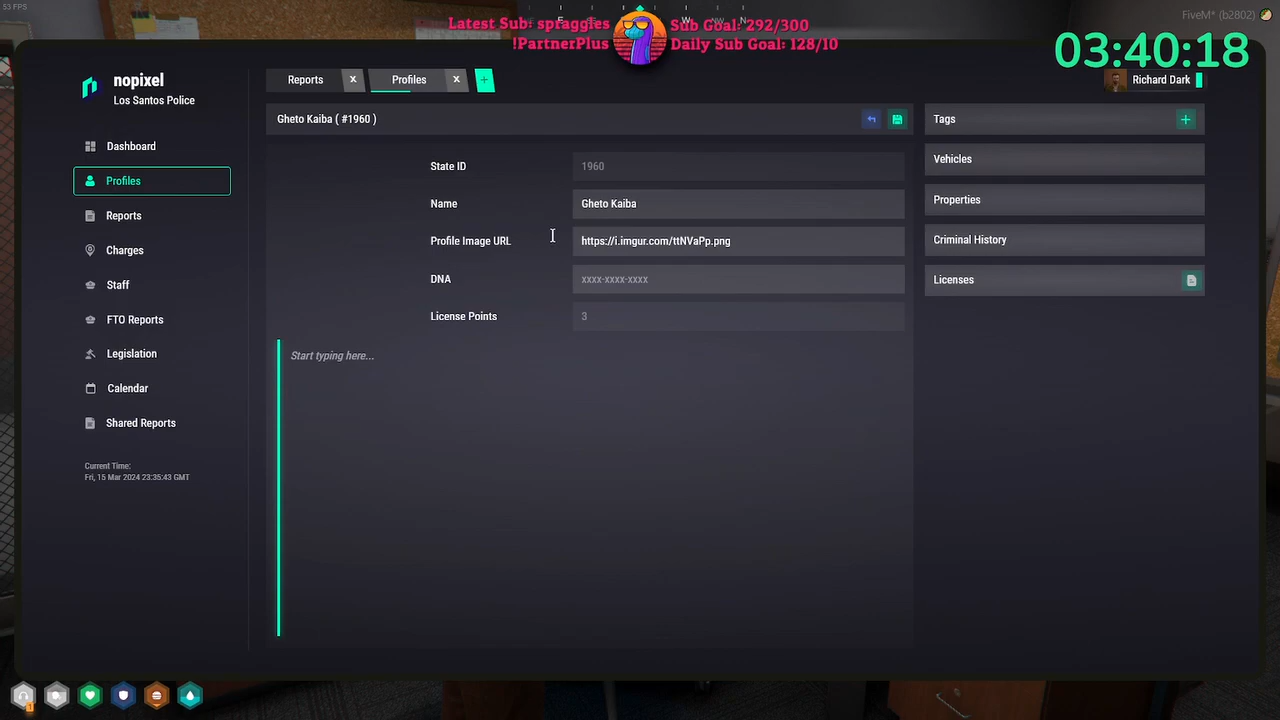 53 FPS
E
W
NW
N
FiveM* (b2802)
Latest Sub: spraggles
Sub Goal: 292/300
!PartnerPlus
Daily Sub Goal: 128/10
03:40:18
nopixel
Los Santos Police
Reports
x
Profiles
x
+
Richard Dark
Gheto Kaiba ( #1960 )
Tags
+
Dashboard
Profiles
Reports
Charges
Staff
FTO Reports
Legislation
Calendar
Shared Reports
Current Time:
Fri, 15 Mar 2024 23:35:43 GMT
State ID
1960
Name
Gheto Kaiba
Profile Image URL
https://i.imgur.com/ttNVaPp.png
DNA
xxxx-xxxx-xxxx
License Points
3
Start typing here...
Vehicles
Properties
Criminal History
Licenses
1